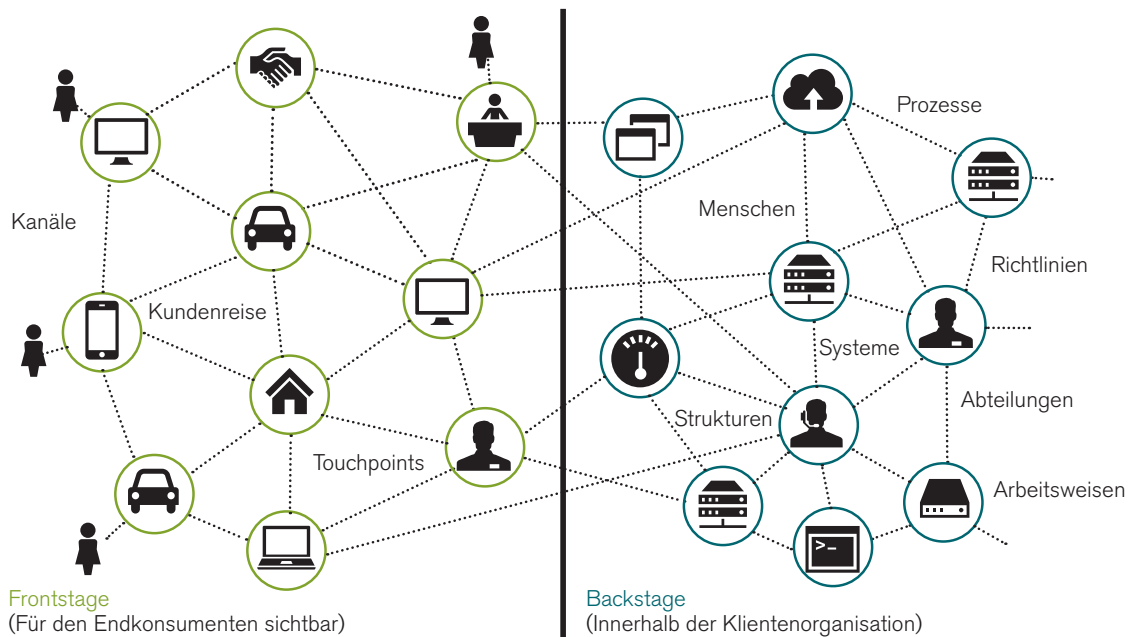 Kanäle
Kundenreise
Touchpoints
Frontstage
(Für den Endkonsumenten sichtbar)
Prozesse
Menschen
Richtlinien
Systeme
Abteilungen
Strukturen
Arbeitsweisen
>_
Backstage
(Innerhalb der Klientenorganisation)